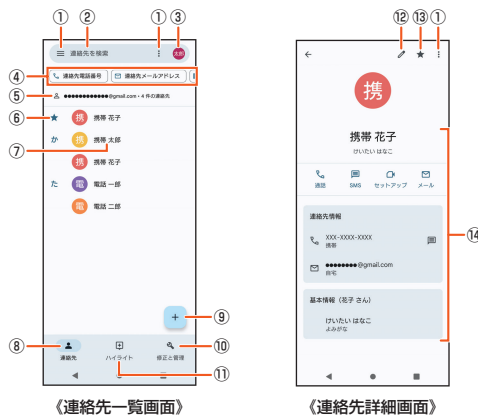 ① ② ① ③
連絡先を検索 太郎
④ 連絡先電話番号 連絡先メールアドレス
⑤ ●●●●●●●●●●●●@gmail.com・4 件の連絡先
⑥ ★ 携 携帯 花子
⑦ か 携 携帯 太郎
携 携帯 花子
た 電 電話 一郎
電 電話 二郎
+ ⑨
⑧ 連絡先 ハイライト 修正と管理 ⑩
⑪
《連絡先一覧画面》
⑫ ⑬ ①
携
携帯 花子
けいたい はなこ
通話 SMS セットアップ メール
連絡先情報
XXX-XXXX-XXXX
携帯
⑭
●●●●●●●●@gmail.com
自宅
基本情報（花子 さん）
けいたい はなこ
よみがな
《連絡先詳細画面》